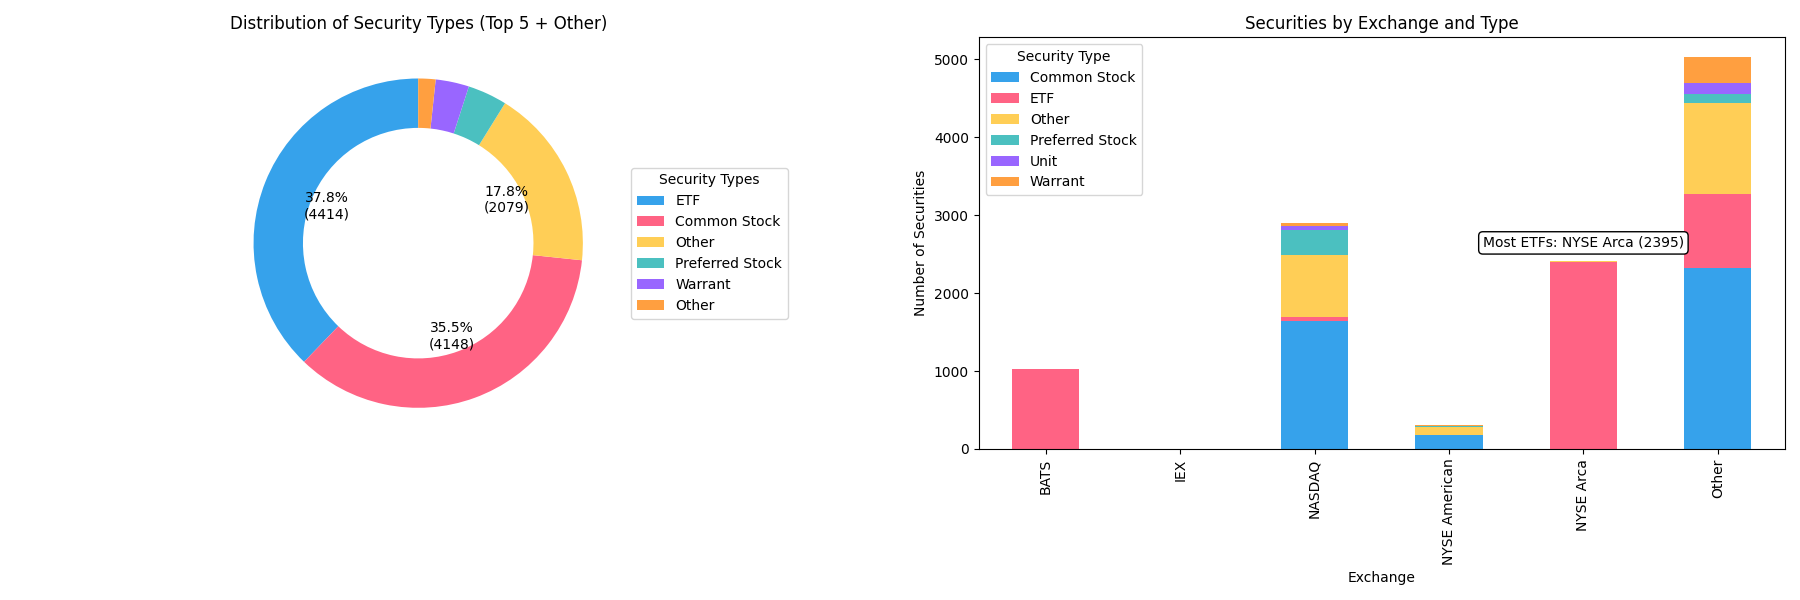 Distribution of Security Types (Top 5 + Other)
37.8%
(4414)
17.8%
(2079)
35.5%
(4148)
Security Types
ETF
Common Stock
Other
Preferred Stock
Warrant
Other
Securities by Exchange and Type
Number of Securities
5000
4000
3000
2000
1000
0
Security Type
Common Stock
ETF
Other
Preferred Stock
Unit
Warrant
Most ETFs: NYSE Arca (2395)
BATS
IEX
NASDAQ
NYSE American
NYSE Arca
Other
Exchange